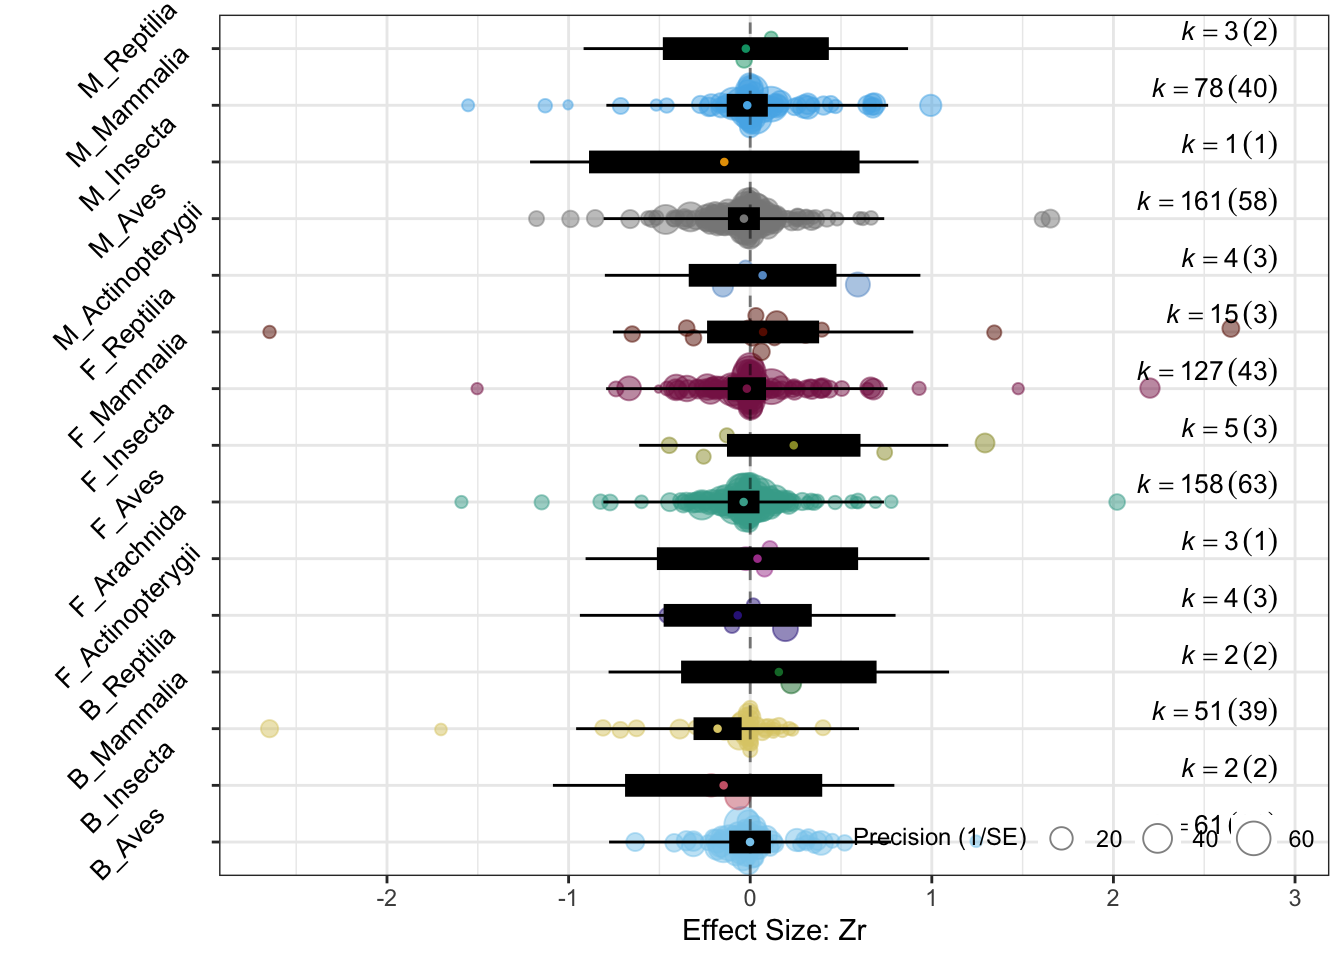 M_Reptilia
k = 3 (2)
M_Mammalia
k = 78 (40)
M_Insecta
k = 1 (1)
M_Aves
k = 161 (58)
M_Actinopterygii
k = 4 (3)
F_Reptilia
k = 15 (3)
F_Mammalia
k = 127 (43)
F_Insecta
k = 5 (3)
F_Aves
k = 158 (63)
F_Arachnida
k = 3 (1)
F_Actinopterygii
k = 4 (3)
B_Reptilia
k = 2 (2)
B_Mammalia
k = 51 (39)
B_Insecta
k = 2 (2)
B_Aves
= 61 (
Precision (1/SE) 20 40 60
-2 -1 0 1 2 3
Effect Size: Zr